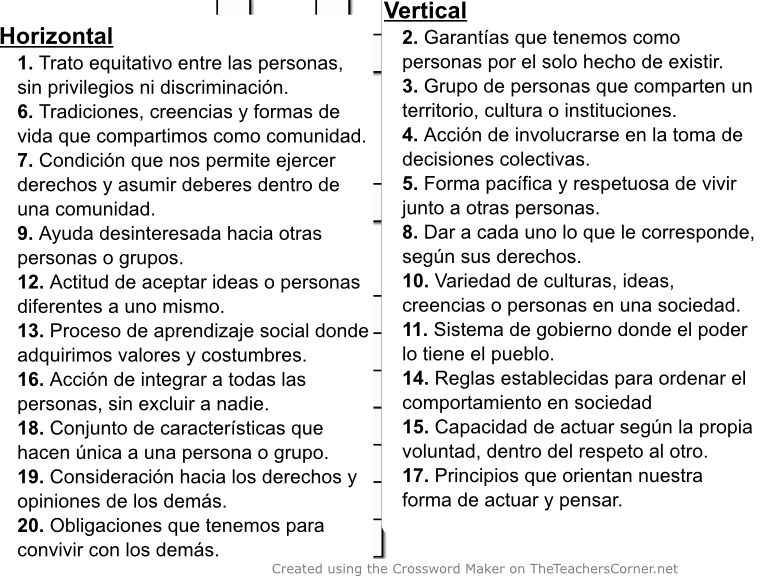 Horizontal
1. Trato equitativo entre las personas,
sin privilegios ni discriminación.
6. Tradiciones, creencias y formas de
vida que compartimos como comunidad.
7. Condición que nos permite ejercer
derechos y asumir deberes dentro de
una comunidad.
9. Ayuda desinteresada hacia otras
personas o grupos.
12. Actitud de aceptar ideas o personas
diferentes a uno mismo.
13. Proceso de aprendizaje social donde
adquirimos valores y costumbres.
16. Acción de integrar a todas las
personas, sin excluir a nadie.
18. Conjunto de características que
hacen única a una persona o grupo.
19. Consideración hacia los derechos y
opiniones de los demás.
20. Obligaciones que tenemos para
convivir con los demás.
Vertical
2. Garantías que tenemos como
personas por el solo hecho de existir.
3. Grupo de personas que comparten un
territorio, cultura o instituciones.
4. Acción de involucrarse en la toma de
decisiones colectivas.
5. Forma pacífica y respetuosa de vivir
junto a otras personas.
8. Dar a cada uno lo que le corresponde,
según sus derechos.
10. Variedad de culturas, ideas,
creencias o personas en una sociedad.
11. Sistema de gobierno donde el poder
lo tiene el pueblo.
14. Reglas establecidas para ordenar el
comportamiento en sociedad
15. Capacidad de actuar según la propia
voluntad, dentro del respeto al otro.
17. Principios que orientan nuestra
forma de actuar y pensar.
Created using the Crossword Maker on TheTeachersCorner.net